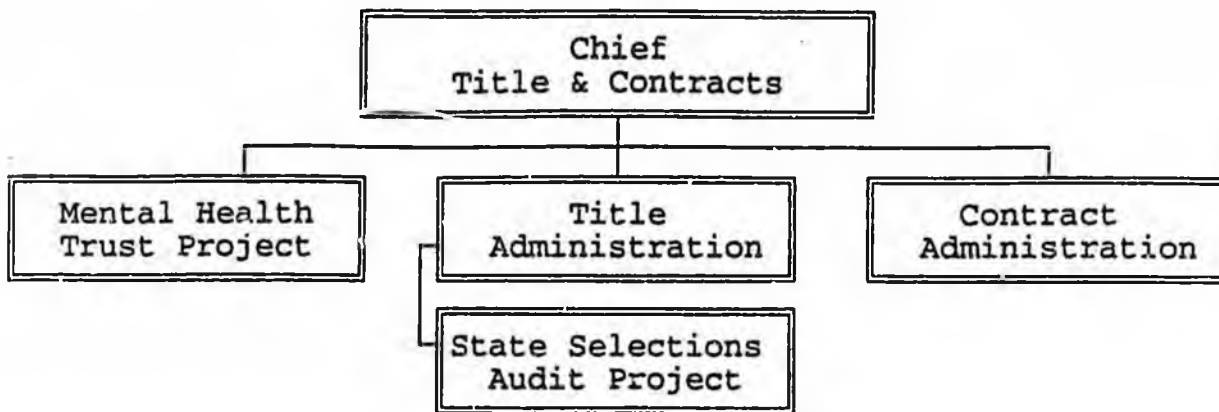 Chief
Title & Contracts
Mental Health
Trust Project
Title
Administration
Contract
Administration
State Selections
Audit Project